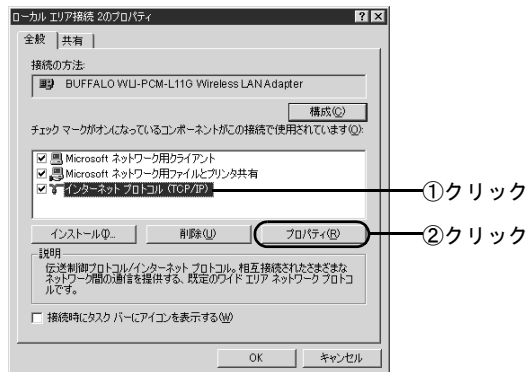 ローカル エリア接続 2のプロパティ
全般 共有
接続の方法:
BUFFALO WLI-PCM-L11G Wireless LAN Adapter
構成(C)
チェック マークがオンになっているコンポーネントがこの接続で使用されています(O):
Microsoft ネットワーク用クライアント
Microsoft ネットワーク用ファイルとプリンタ共有
インターネット プロトコル (TCP/IP)
①クリック
インストール(I)... 削除(U) プロパティ(R)
②クリック
説明
伝送制御プロトコル/インターネット プロトコル。相互接続されたさまざまな
ネットワーク間の通信を提供する、既定のワイド エリア ネットワーク プロトコ
ルです。
接続時にタスク バーにアイコンを表示する(W)
OK キャンセル